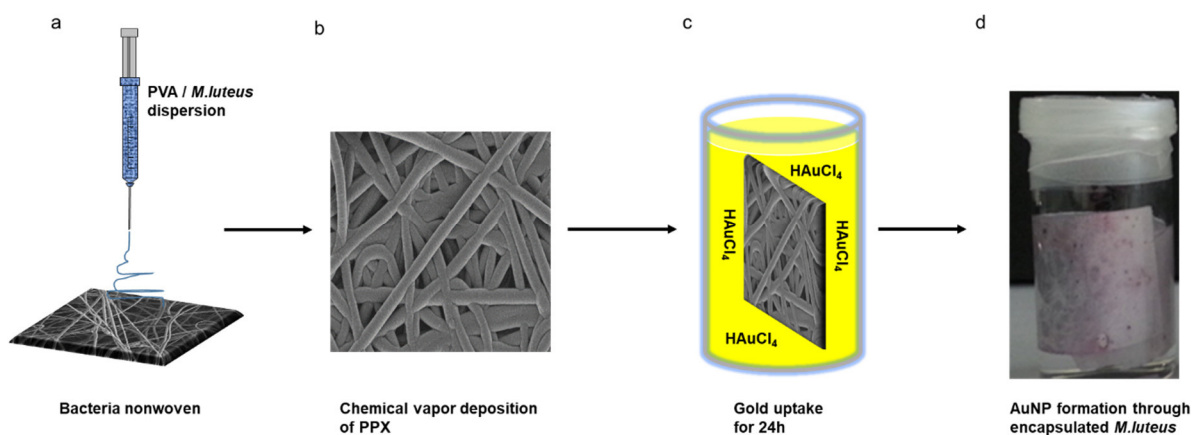 a
b
c
d
PVA / M.luteus
dispersion
HAuCl₄
HAuCl₄
HAuCl₄
HAuCl₄
Bacteria nonwoven
Chemical vapor deposition
of PPX
Gold uptake
for 24h
AuNP formation through
encapsulated M.luteus